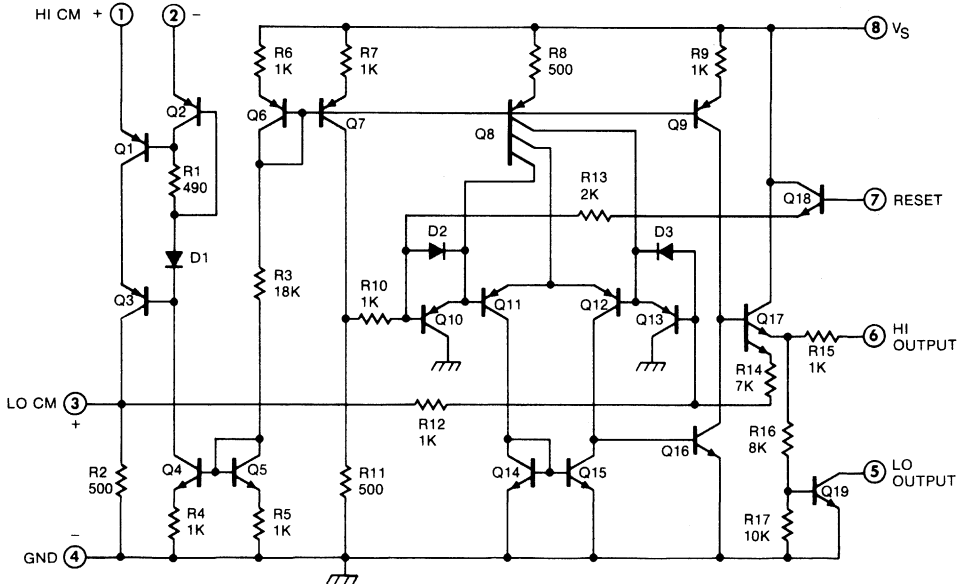 HI CM + 1
2 -
8 VS
R6
1K
R7
1K
R8
500
R9
1K
Q2
Q6
Q7
Q8
Q9
Q1
R1
490
R13
2K
Q18
7 RESET
D1
D2
D3
R3
18K
R10
1K
Q3
Q10
Q11
Q12
Q13
Q17
6 HI
OUTPUT
R15
1K
R14
7K
LO CM 3
+
R12
1K
R16
8K
Q16
R2
500
Q4
Q5
R11
500
Q14
Q15
5 LO
OUTPUT
Q19
R4
1K
R5
1K
R17
10K
-
GND 4